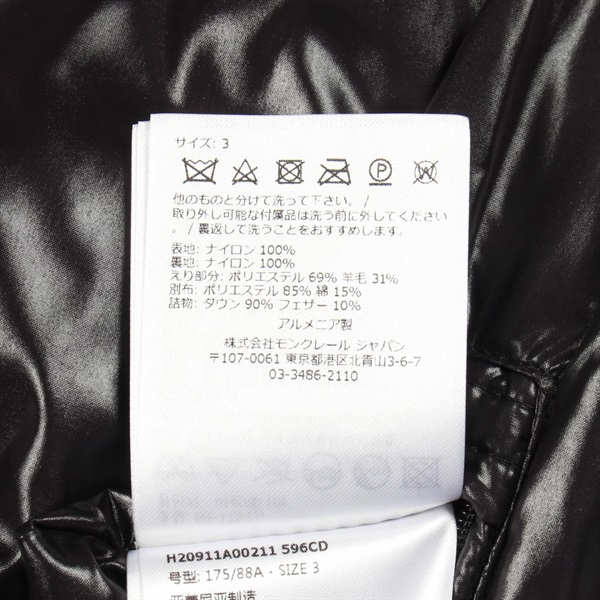 サイズ: 3
他のものと分けて洗って下さい。/
取り外し可能な付属品は洗う前に外してください
。/ 裏返して洗うことをおすすめします。
表地: ナイロン 100%
裏地: ナイロン 100%
えり部分: ポリエステル 69% 羊毛 31%
別布: ポリエステル 85% 綿 15%
詰物: ダウン 90% フェザー 10%
アルメニア製
株式会社モンクレール ジャパン
〒107-0061 東京都港区北青山3-6-7
03-3486-2110
H20911A00211 596CD
号型: 175/88A - SIZE 3
亚美尼亚制造